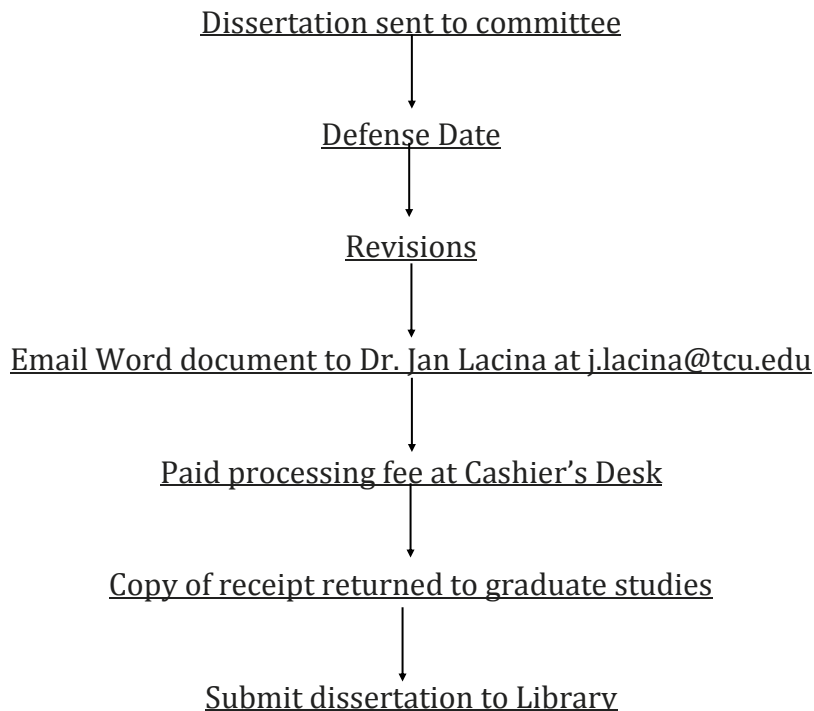 Dissertation sent to committee
Defense Date
Revisions
Email Word document to Dr. Jan Lacina at j.lacina@tcu.edu
Paid processing fee at Cashier’s Desk
Copy of receipt returned to graduate studies
Submit dissertation to Library